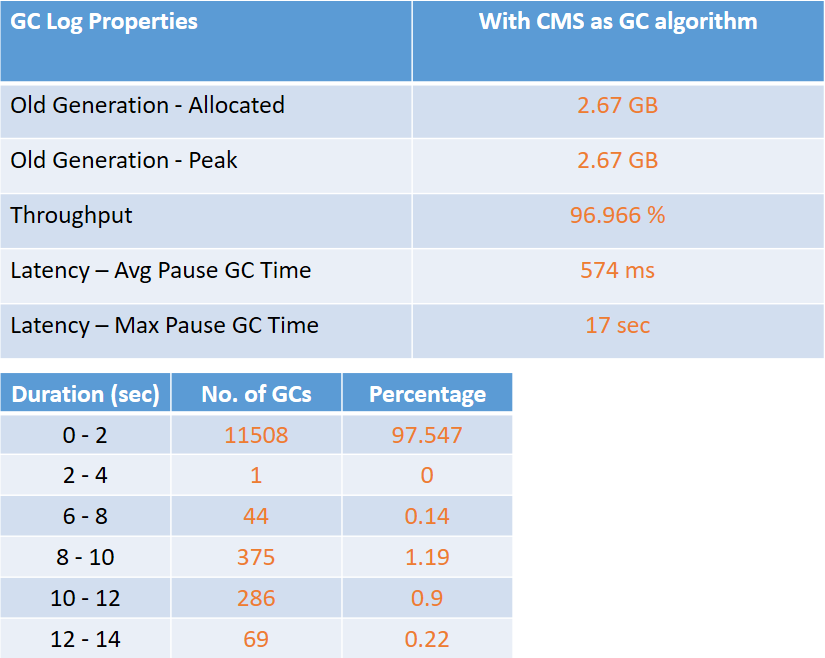 GC Log Properties With CMS as GC algorithm
Old Generation - Allocated 2.67 GB
Old Generation - Peak 2.67 GB
Throughput 96.966 %
Latency – Avg Pause GC Time 574 ms
Latency – Max Pause GC Time 17 sec
Duration (sec) No. of GCs Percentage
0 - 2 11508 97.547
2 - 4 1 0
6 - 8 44 0.14
8 - 10 375 1.19
10 - 12 286 0.9
12 - 14 69 0.22